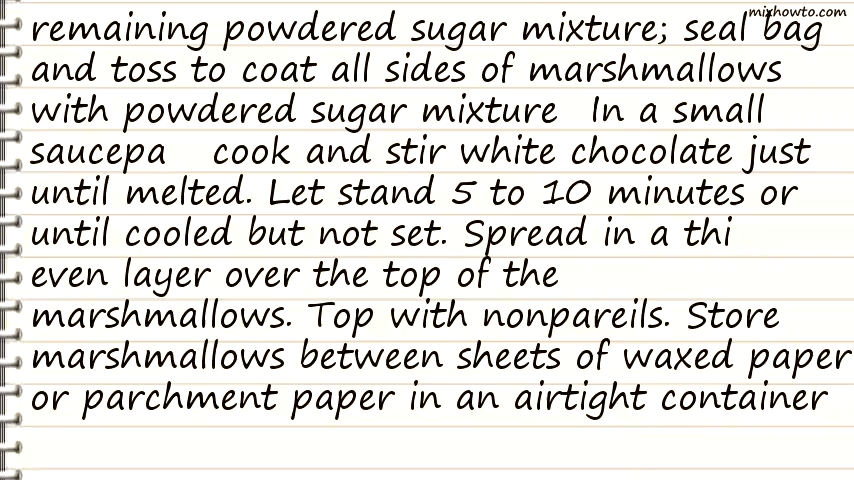 mixhowto.com
remaining powdered sugar mixture; seal bag
and toss to coat all sides of marshmallows
with powdered sugar mixture In a small
saucepa cook and stir white chocolate just
until melted. Let stand 5 to 10 minutes or
until cooled but not set. Spread in a thi
even layer over the top of the
marshmallows. Top with nonpareils. Store
marshmallows between sheets of waxed paper
or parchment paper in an airtight container